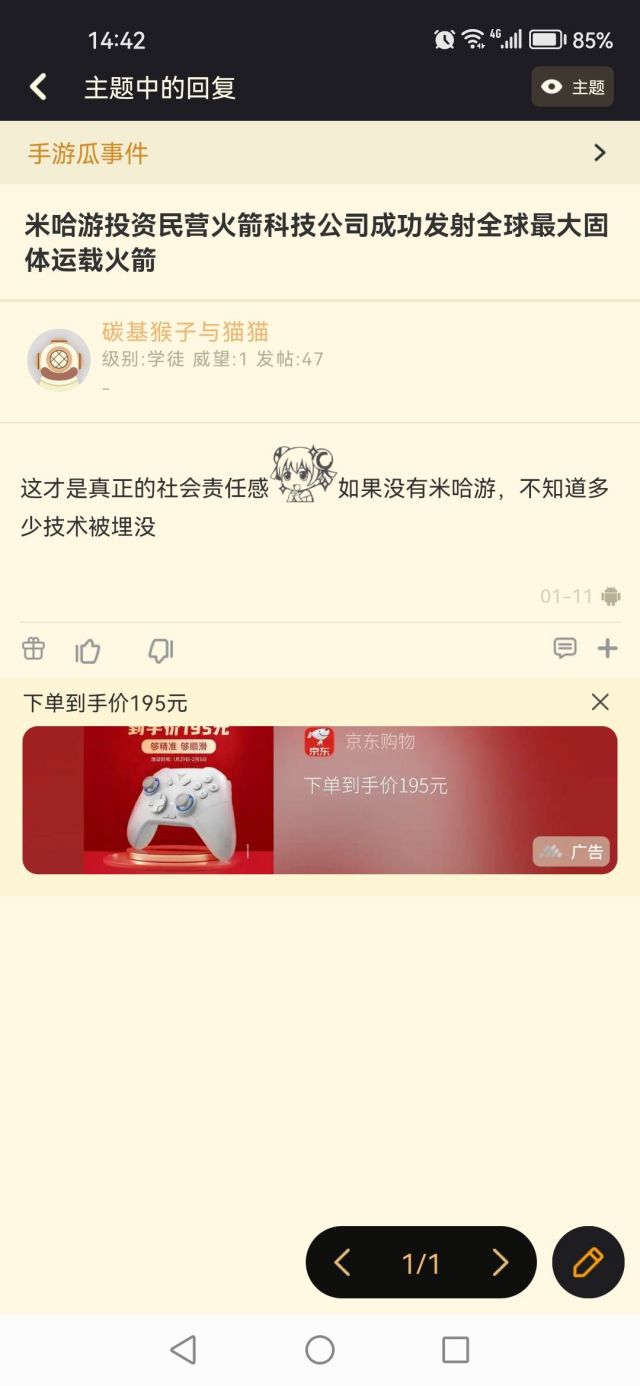 14:42
4G
85%
主题中的回复
主题
手游瓜事件
米哈游投资民营火箭科技公司成功发射全球最大固
体运载火箭
碳基猴子与猫猫
级别:学徒 威望:1 发帖:47
-
这才是真正的社会责任感如果没有米哈游，不知道多
少技术被埋没
01-11
下单到手价195元
到手价195元
够精准 够顺滑
京东
京东购物
下单到手价195元
广告
1/1